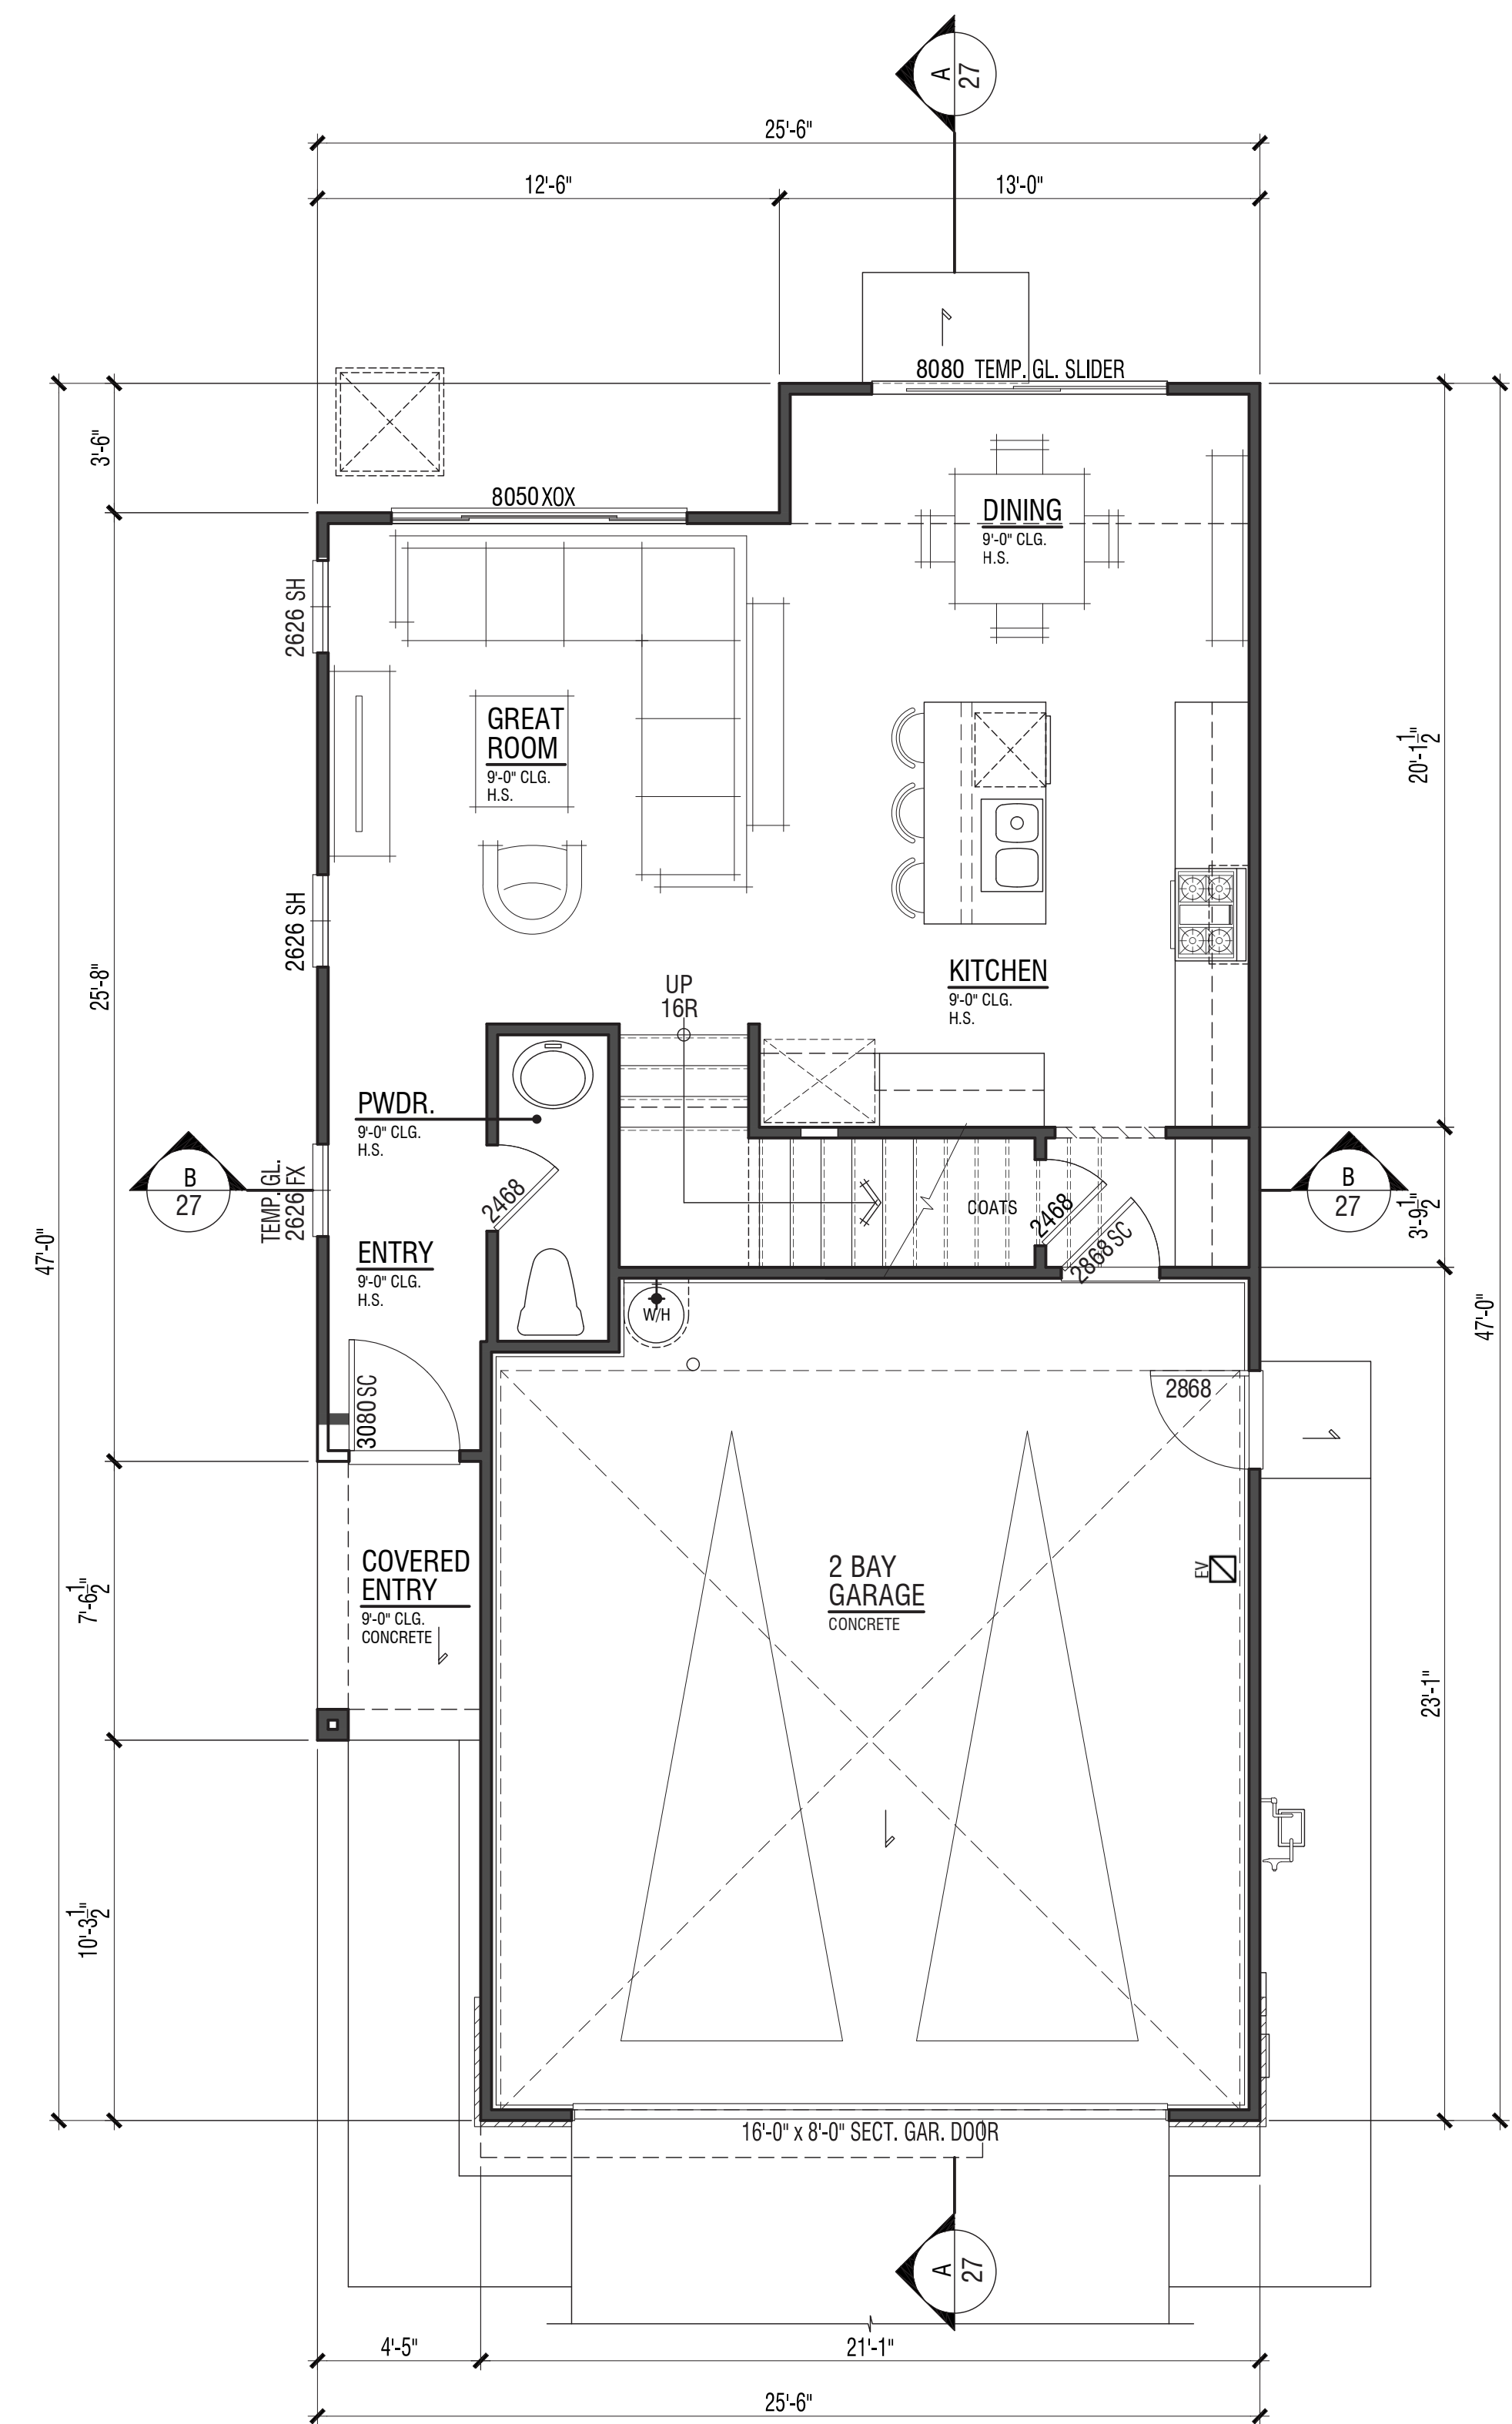 A
27
25'-6"
12'-6"
13'-0"
8080 TEMP. GL. SLIDER
3'-6"
8050 XOX
DINING
9'-0" CLG.
H.S.
2626 SH
GREAT
ROOM
9'-0" CLG.
H.S.
20'-1 1/2"
2626 SH
25'-8"
KITCHEN
9'-0" CLG.
H.S.
UP
16R
PWDR.
9'-0" CLG.
H.S.
B
27
TEMP. GL.
2626 FX
2468
COATS
2468
2868 SC
B
27
3'-9 1/2"
47'-0"
ENTRY
9'-0" CLG.
H.S.
W/H
47'-0"
3080 SC
2868
COVERED
ENTRY
9'-0" CLG.
CONCRETE
7'-6 1/2"
2 BAY
GARAGE
CONCRETE
EV
23'-1"
10'-3 1/2"
16'-0" x 8'-0" SECT. GAR. DOOR
A
27
4'-5"
21'-1"
25'-6"